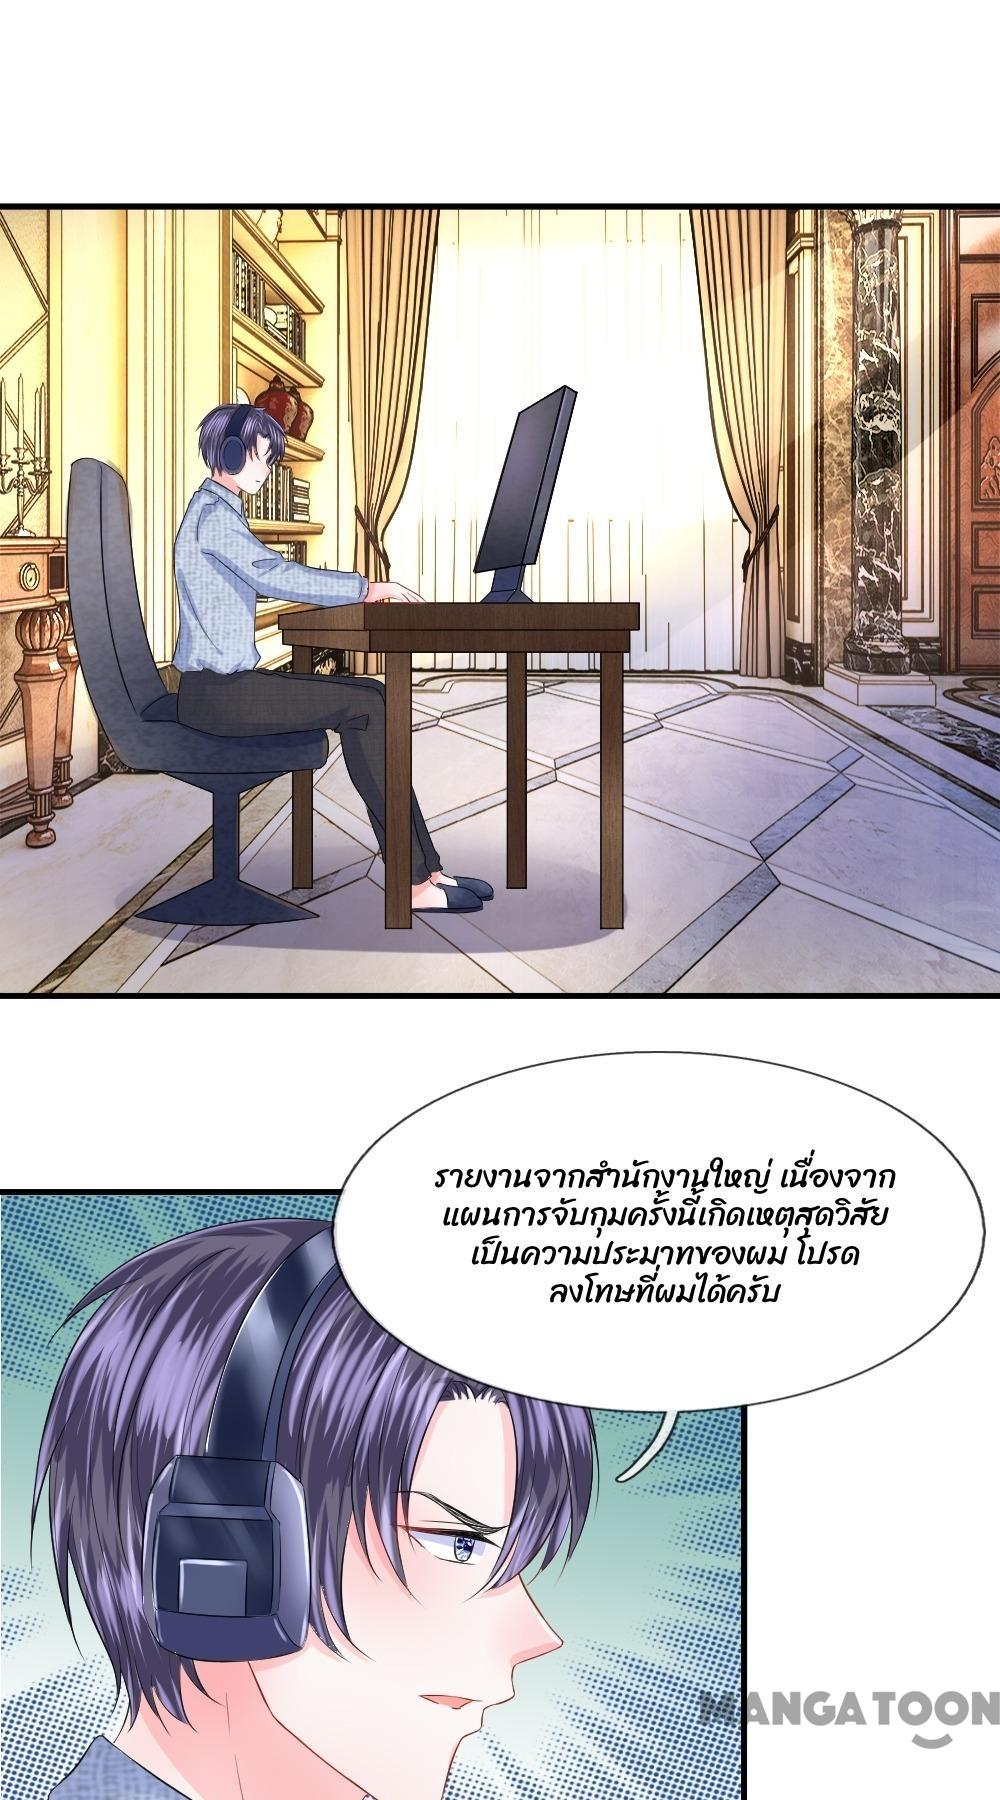 รายงานจากสำนักงานใหญ่ เนื่องจาก
แผนการจับกุมครั้งนี้เกิดเหตุสุดวิสัย
เป็นความประมาทของผม โปรด
ลงโทษที่ผมได้ครับ
MANGATOON